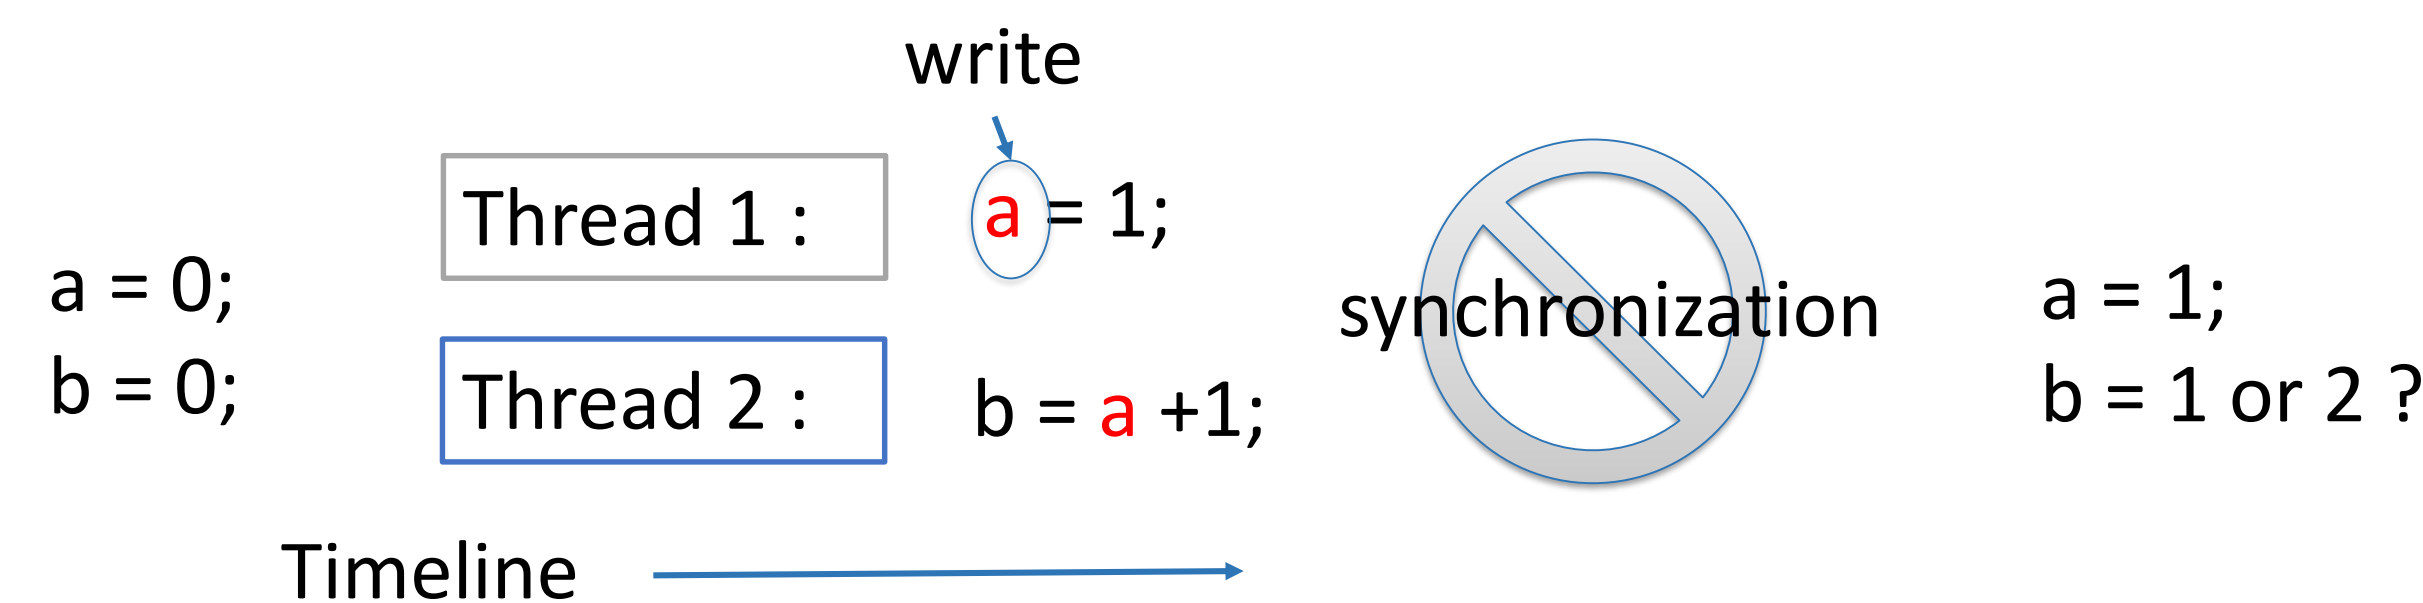 write
Thread 1 :
a = 1;
a = 0;
b = 0;
Thread 2 :
b = a +1;
synchronization
a = 1;
b = 1 or 2 ?
Timeline